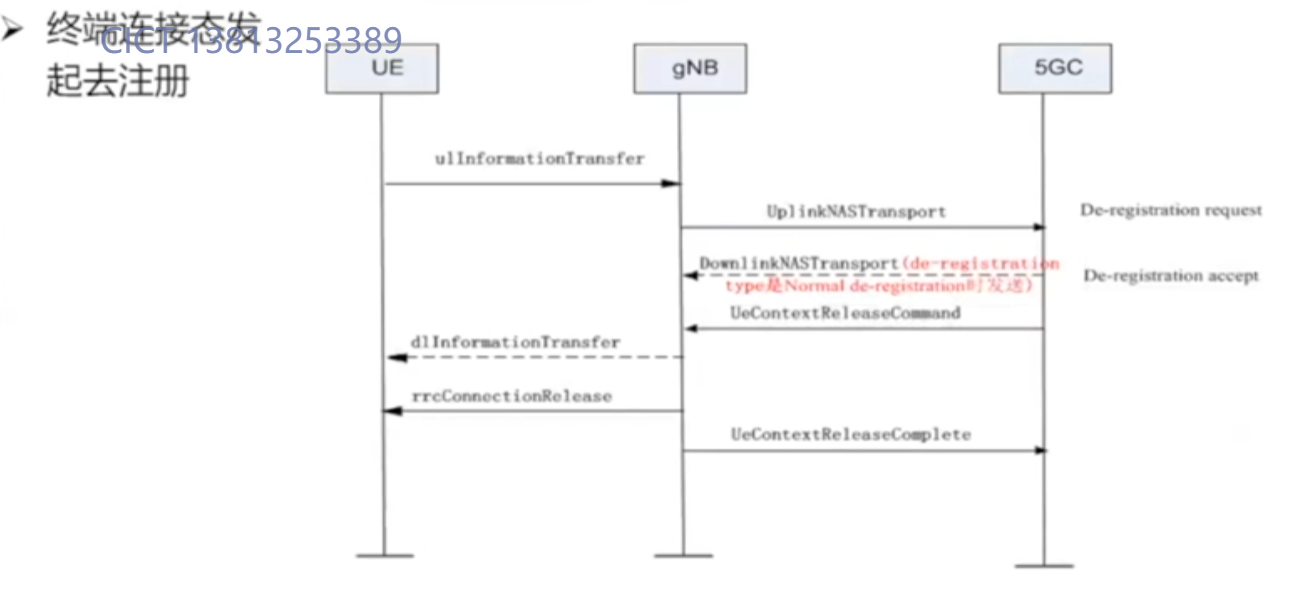 ➤ 终端连接态发
起去注册
CICT 13813253389
UE
gNB
5GC
ulInformationTransfer
UplinkNASTransport
De-registration request
DownlinkNASTransport(de-registration
type是Normal de-registration时发送)
De-registration accept
UeContextReleaseCommand
dlInformationTransfer
rrcConnectionRelease
UeContextReleaseComplete